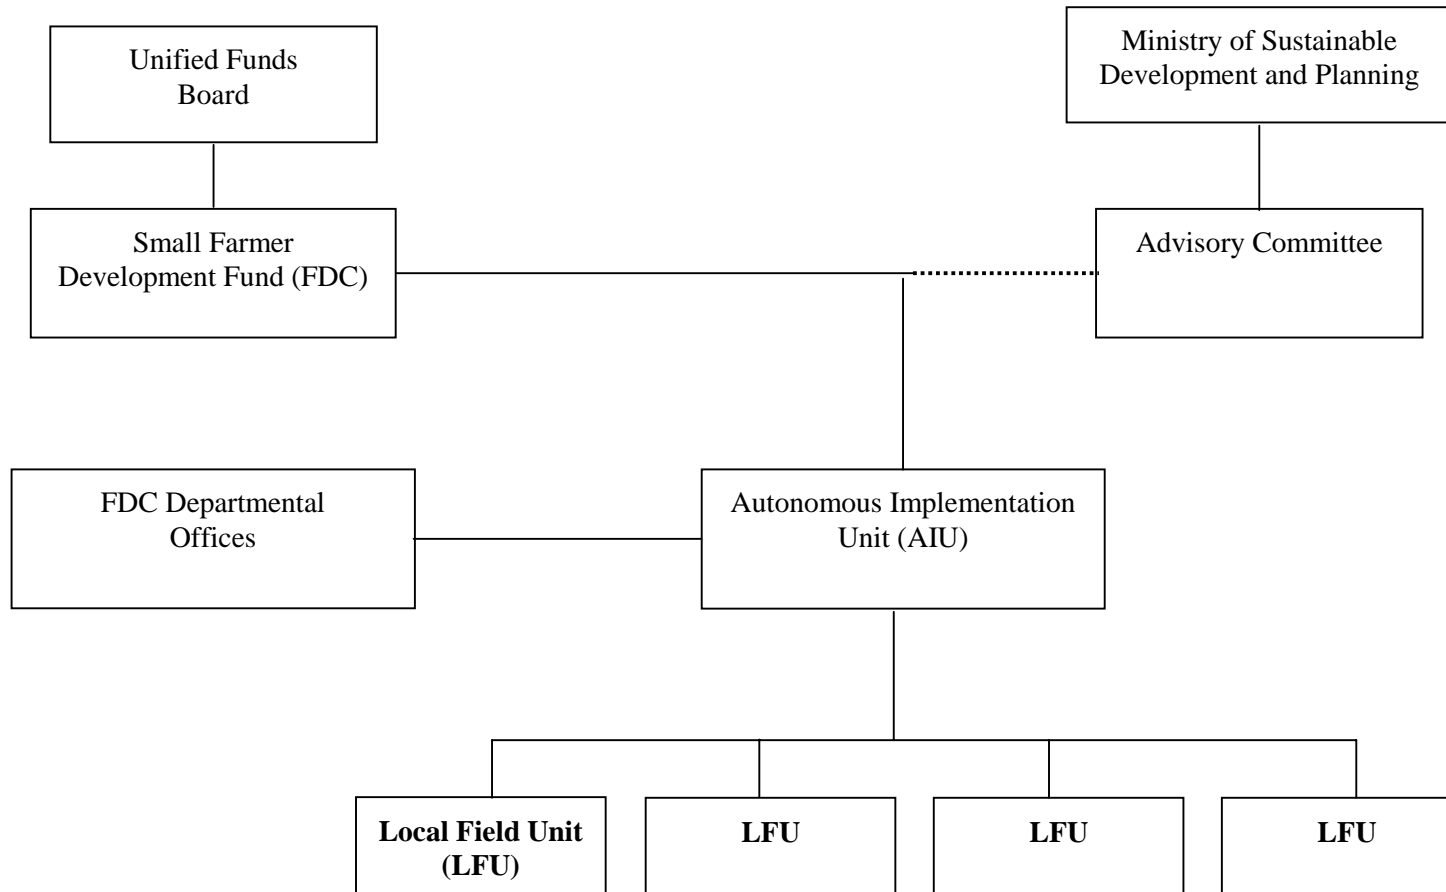 Unified Funds
Board
Ministry of Sustainable
Development and Planning
Small Farmer
Development Fund (FDC)
Advisory Committee
FDC Departmental
Offices
Autonomous Implementation
Unit (AIU)
Local Field Unit
(LFU)
LFU
LFU
LFU